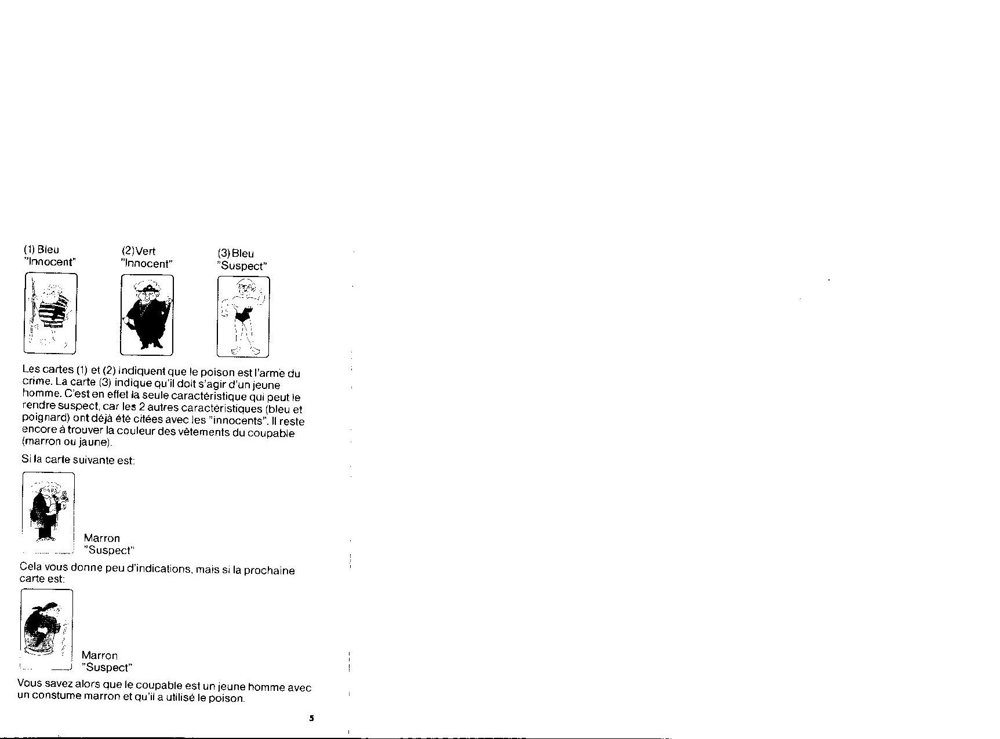 (1) Bleu
"Innocent"
(2)Vert
"Innocent"
(3)Bleu
"Suspect"
Les cartes (1) et (2) indiquent que le poison est l'arme du
crime. La carte (3) indique qu'il doit s'agir d'un jeune
homme. C'est en effet la seule caractéristique qui peut le
rendre suspect, car les 2 autres caractéristiques (bleu et
poignard) ont déjà été citées avec les "innocents". Il reste
encore à trouver la couleur des vêtements du coupable
(marron ou jaune).
Si la carte suivante est:
Marron
"Suspect"
Cela vous donne peu d'indications, mais si la prochaine
carte est:
Marron
"Suspect"
Vous savez alors que le coupable est un jeune homme avec
un constume marron et qu'il a utilisé le poison.
5